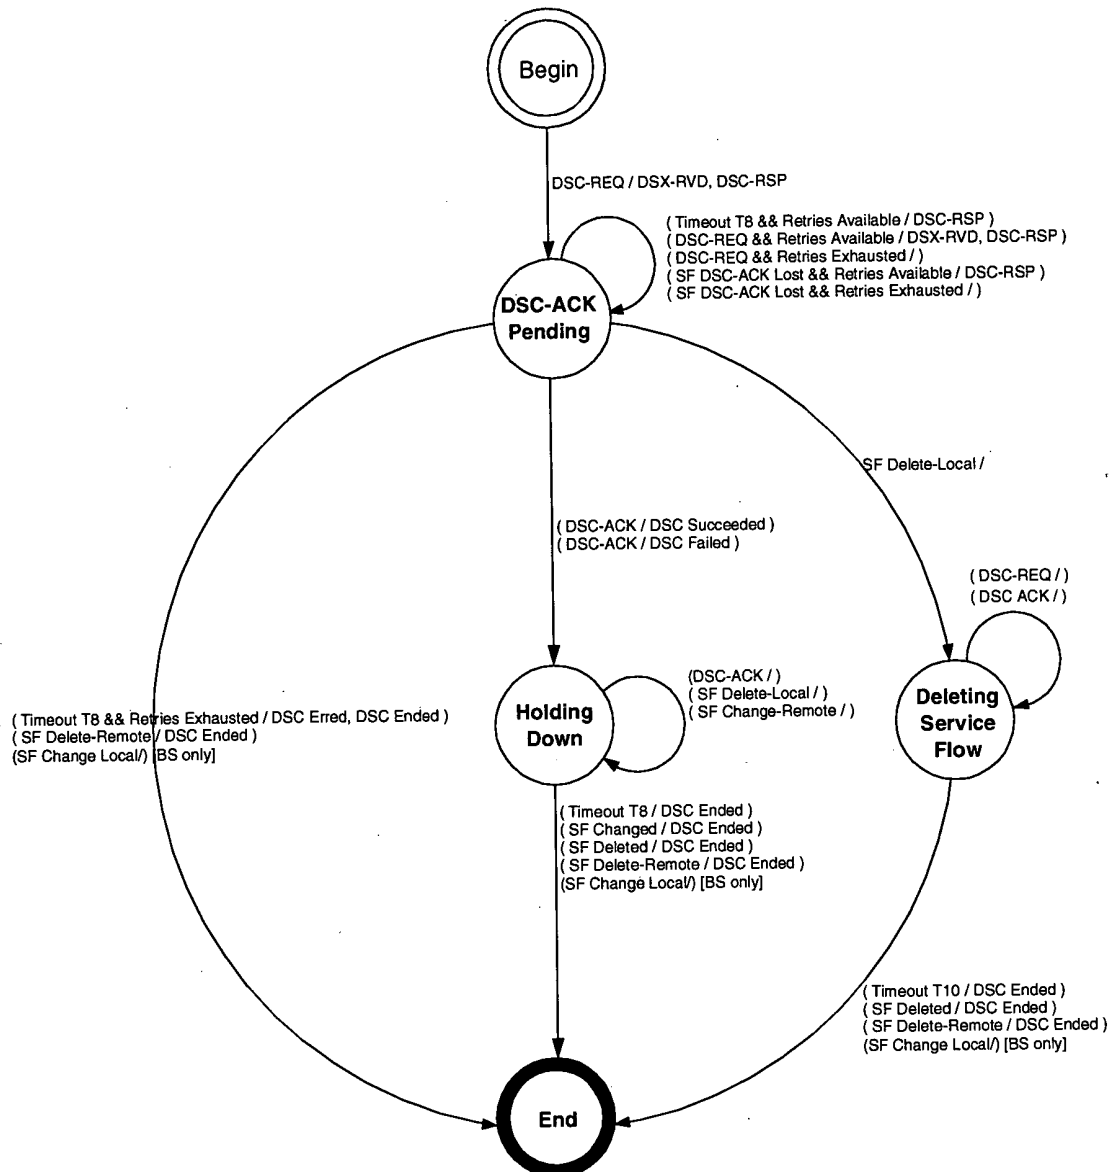 Begin
DSC-REQ / DSX-RVD, DSC-RSP
( Timeout T8 && Retries Available / DSC-RSP )
( DSC-REQ && Retries Available / DSX-RVD, DSC-RSP )
( DSC-REQ && Retries Exhausted / )
( SF DSC-ACK Lost && Retries Available / DSC-RSP )
( SF DSC-ACK Lost && Retries Exhausted / )
DSC-ACK
Pending
SF Delete-Local /
( DSC-ACK / DSC Succeeded )
( DSC-ACK / DSC Failed )
( DSC-REQ / )
( DSC ACK / )
(DSC-ACK / )
( SF Delete-Local / )
( SF Change-Remote / )
Holding
Down
Deleting
Service
Flow
( Timeout T8 && Retries Exhausted / DSC Erred, DSC Ended )
( SF Delete-Remote / DSC Ended )
(SF Change Local/) [BS only]
( Timeout T8 / DSC Ended )
( SF Changed / DSC Ended )
( SF Deleted / DSC Ended )
( SF Delete-Remote / DSC Ended )
(SF Change Local/) [BS only]
( Timeout T10 / DSC Ended )
( SF Deleted / DSC Ended )
( SF Delete-Remote / DSC Ended )
(SF Change Local/) [BS only]
End